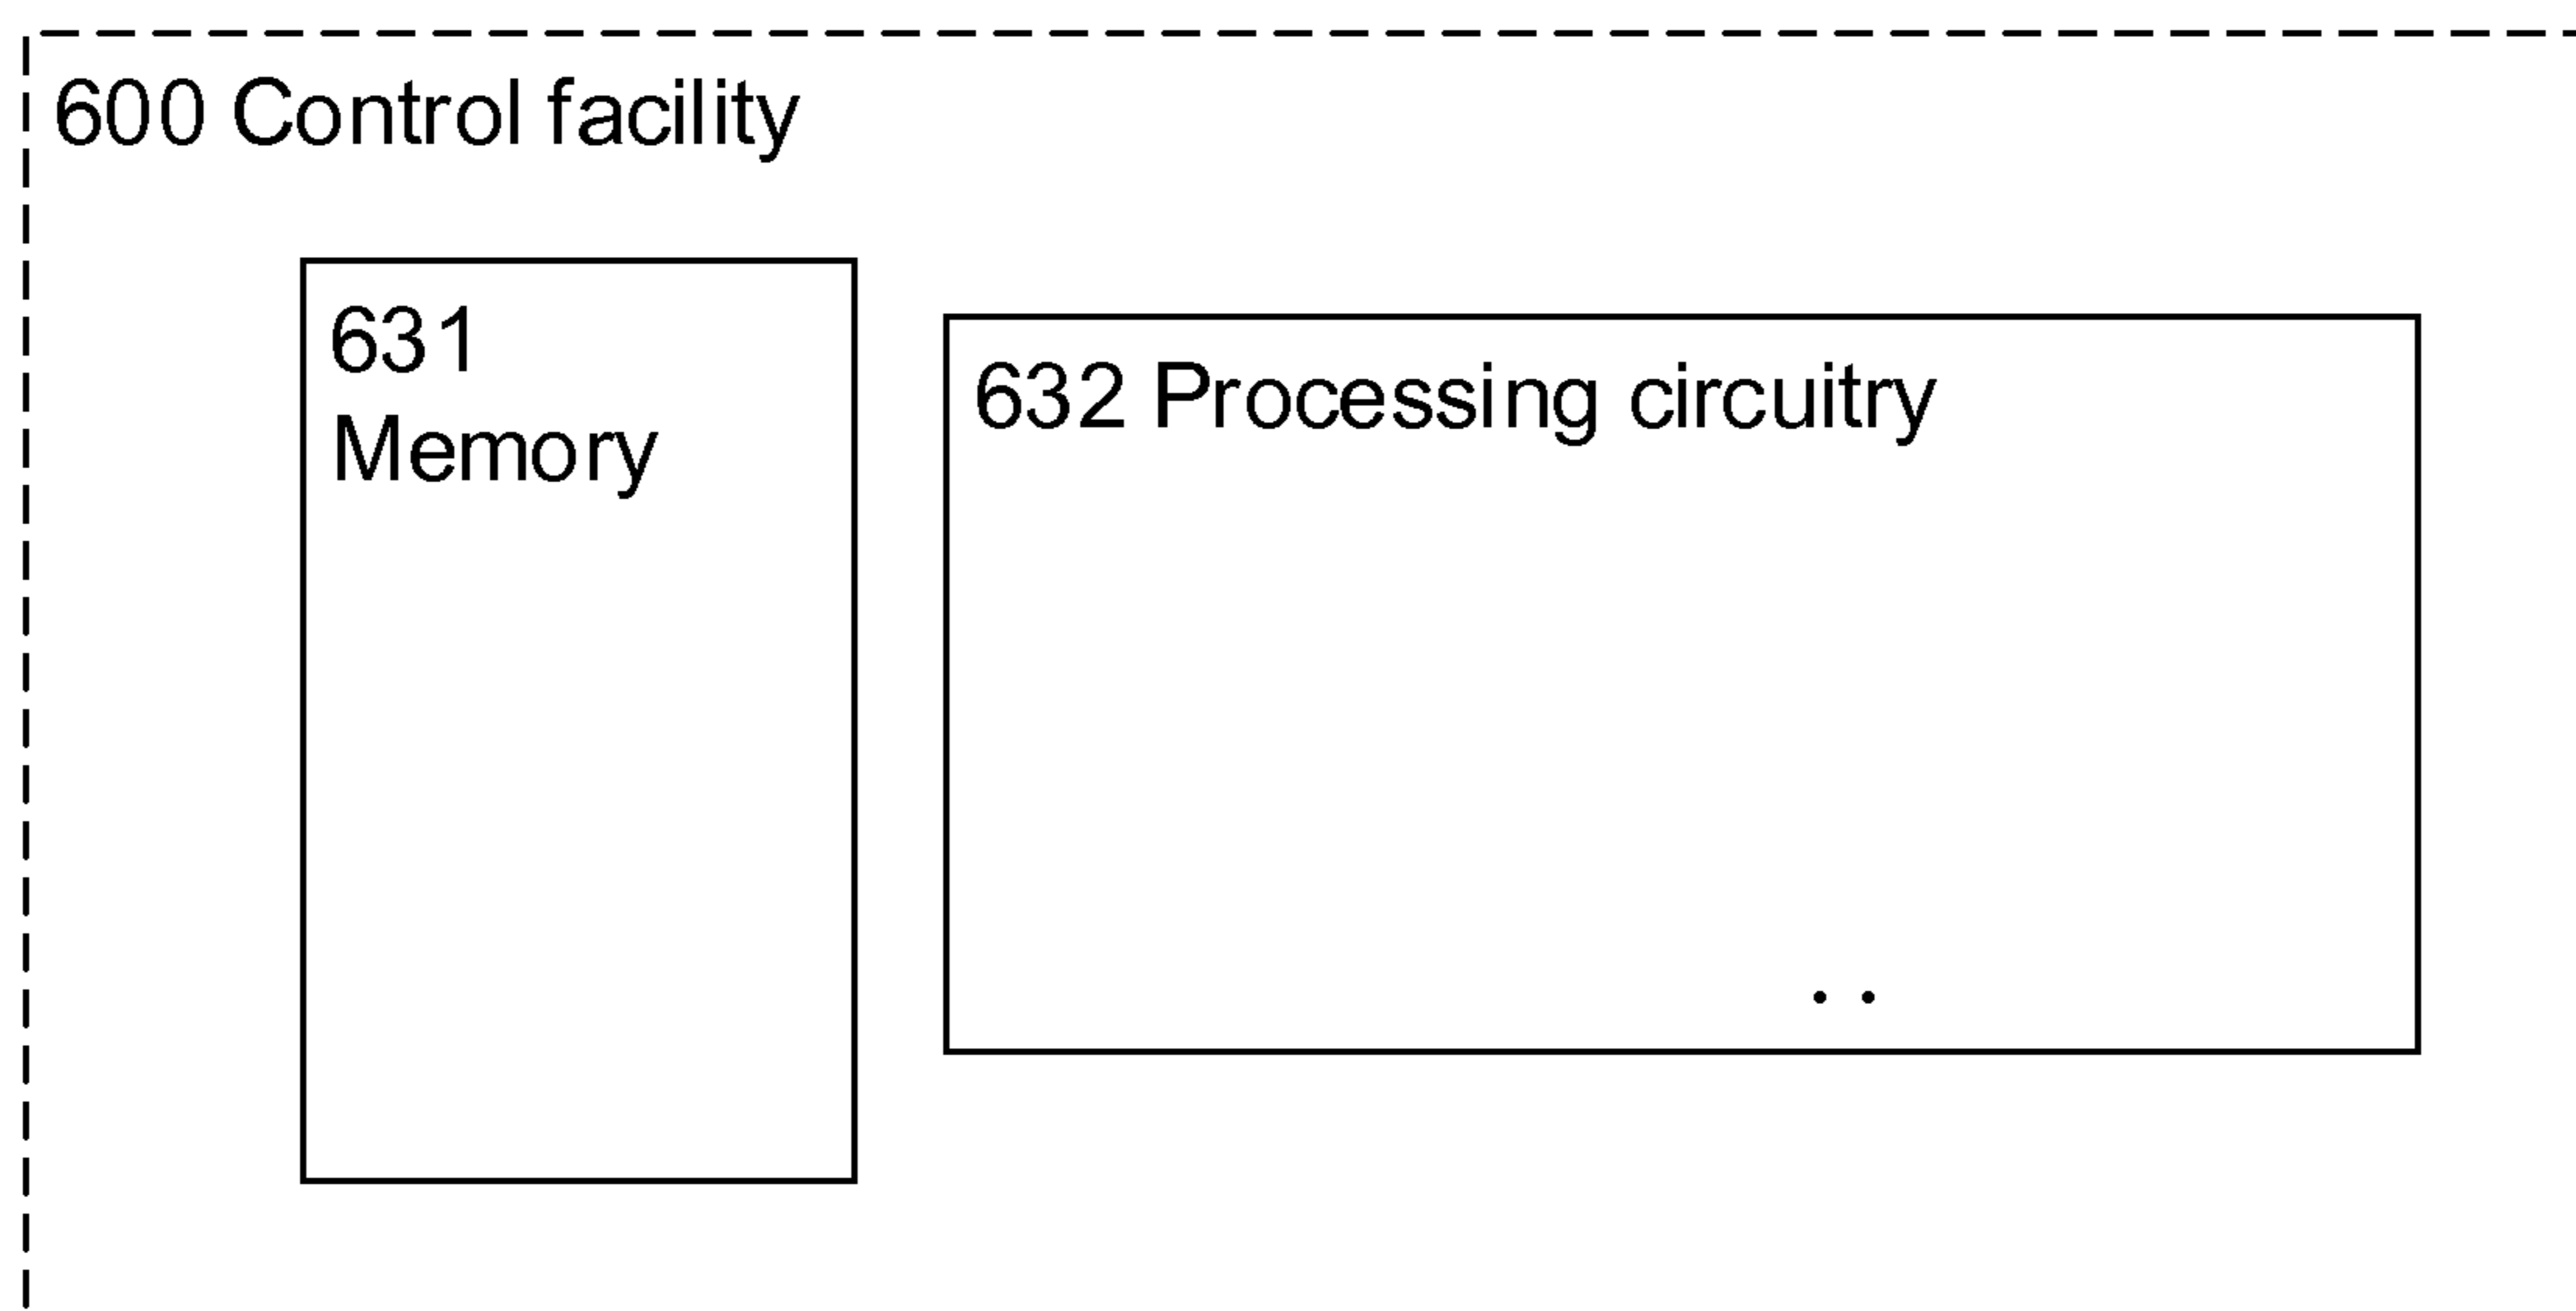 600 Control facility
631
Memory
632 Processing circuitry
. .